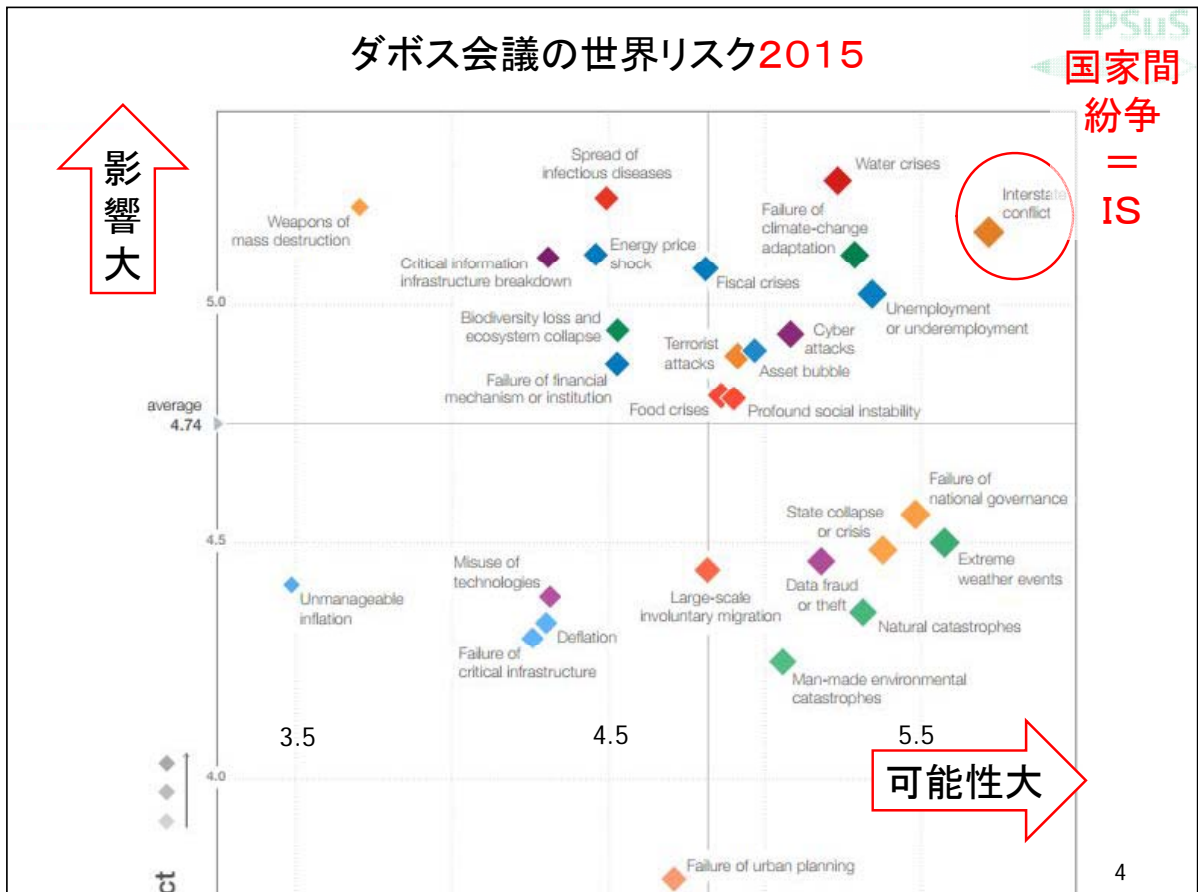 IPSuS
ダボス会議の世界リスク2015
国家間
紛争
=
IS
影
響
大
Spread of
infectious diseases
Water crises
Interstate
conflict
Weapons of
mass destruction
Failure of
climate-change
adaptation
Energy price
shock
Critical information
infrastructure breakdown
Fiscal crises
5.0
Unemployment
or underemployment
Biodiversity loss and
ecosystem collapse
Cyber
attacks
Terrorist
attacks
Asset bubble
Failure of financial
mechanism or institution
Food crises
Profound social instability
average
4.74
Failure of
national governance
State collapse
or crisis
4.5
Extreme
weather events
Misuse of
technologies
Unmanageable
inflation
Large-scale
involuntary migration
Data fraud
or theft
Natural catastrophes
Deflation
Failure of
critical infrastructure
Man-made environmental
catastrophes
3.5
4.5
5.5
4.0
可能性大
Failure of urban planning
ct
4